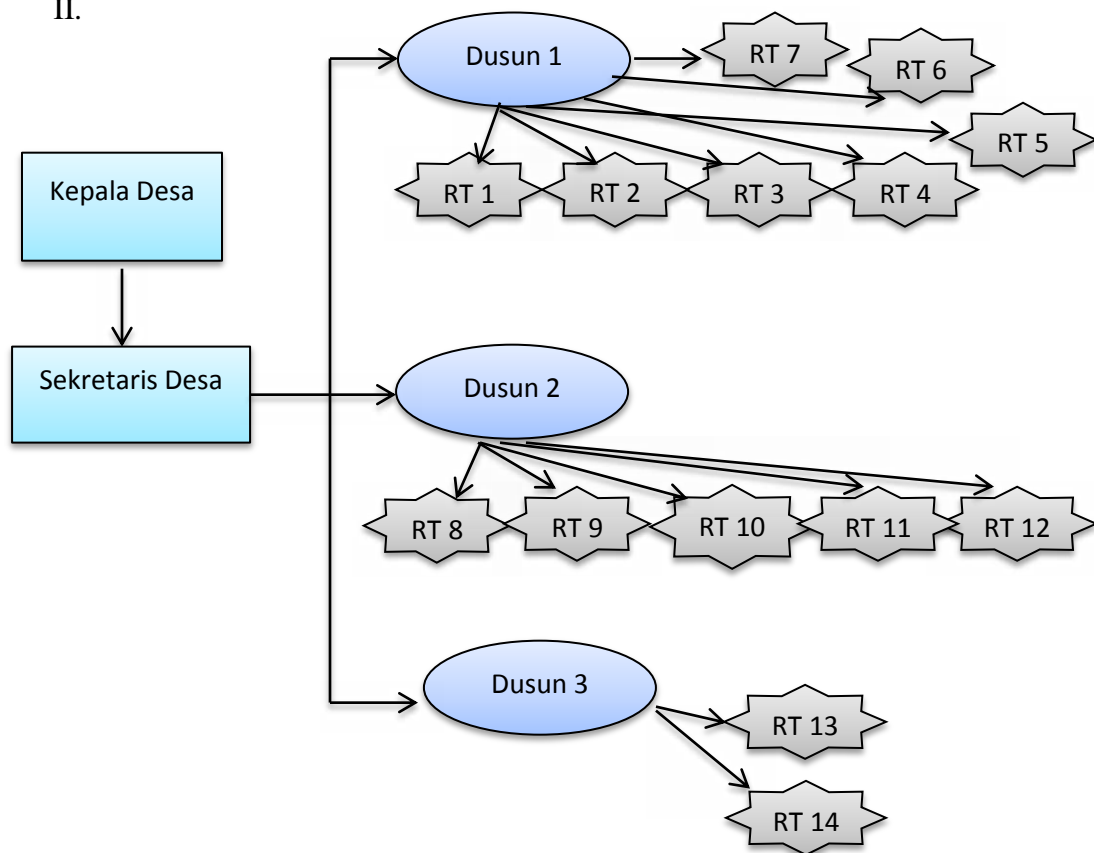 II.
Dusun 1
RT 7
RT 6
RT 5
RT 1
RT 2
RT 3
RT 4
Kepala Desa
Sekretaris Desa
Dusun 2
RT 8
RT 9
RT 10
RT 11
RT 12
Dusun 3
RT 13
RT 14